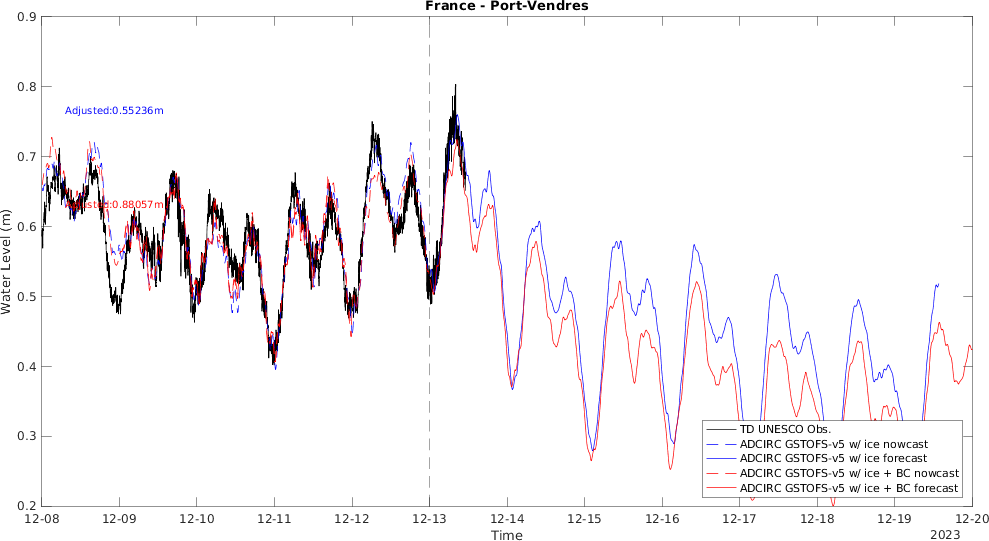 France - Port-Vendres
0.9
0.8
0.7
0.6
0.5
0.4
0.3
0.2
Water Level (m)
Adjusted:0.55236m
Adjusted:0.88057m
TD UNESCO Obs.
ADCIRC GSTOFS-v5 w/ ice nowcast
ADCIRC GSTOFS-v5 w/ ice forecast
ADCIRC GSTOFS-v5 w/ ice + BC nowcast
ADCIRC GSTOFS-v5 w/ ice + BC forecast
12-08 12-09 12-10 12-11 12-12 12-13 12-14 12-15 12-16 12-17 12-18 12-19 12-20
Time
2023